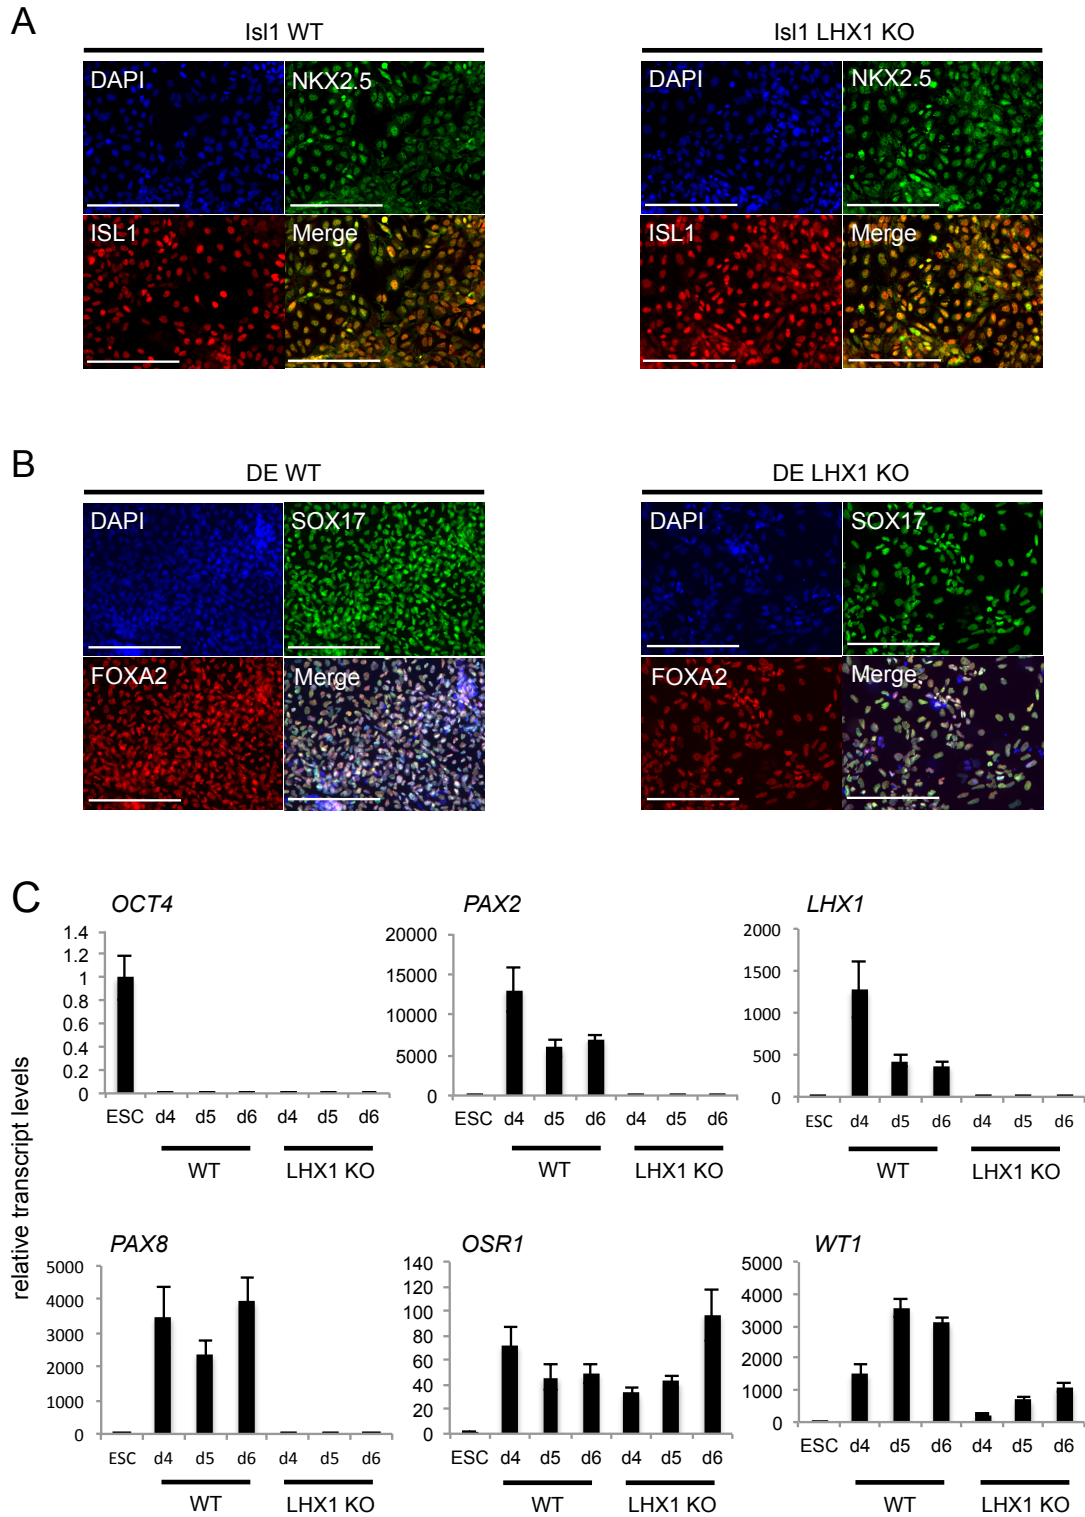 A
Isl1 WT
Isl1 LHX1 KO
DAPI
NKX2.5
DAPI
NKX2.5
ISL1
Merge
ISL1
Merge
B
DE WT
DE LHX1 KO
DAPI
SOX17
DAPI
SOX17
FOXA2
Merge
FOXA2
Merge
C
relative transcript levels
OCT4
1.4
1.2
1
0.8
0.6
0.4
0.2
0
ESC d4 d5 d6 d4 d5 d6
WT LHX1 KO
PAX2
20000
15000
10000
5000
0
ESC d4 d5 d6 d4 d5 d6
WT LHX1 KO
LHX1
2000
1500
1000
500
0
ESC d4 d5 d6 d4 d5 d6
WT LHX1 KO
PAX8
5000
4000
3000
2000
1000
0
ESC d4 d5 d6 d4 d5 d6
WT LHX1 KO
OSR1
140
120
100
80
60
40
20
0
ESC d4 d5 d6 d4 d5 d6
WT LHX1 KO
WT1
5000
4000
3000
2000
1000
0
ESC d4 d5 d6 d4 d5 d6
WT LHX1 KO